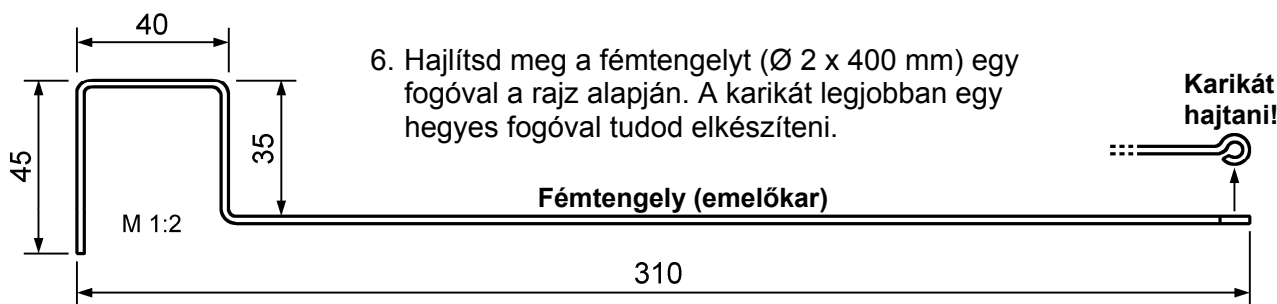 40
6. Hajlítsd meg a fémtengelyt (Ø 2 x 400 mm) egy
fogóval a rajz alapján. A karikát legjobban egy
hegyes fogóval tudod elkészíteni.
Karikát
hajtani!
45
35
M 1:2
Fémtengely (emelőkar)
310